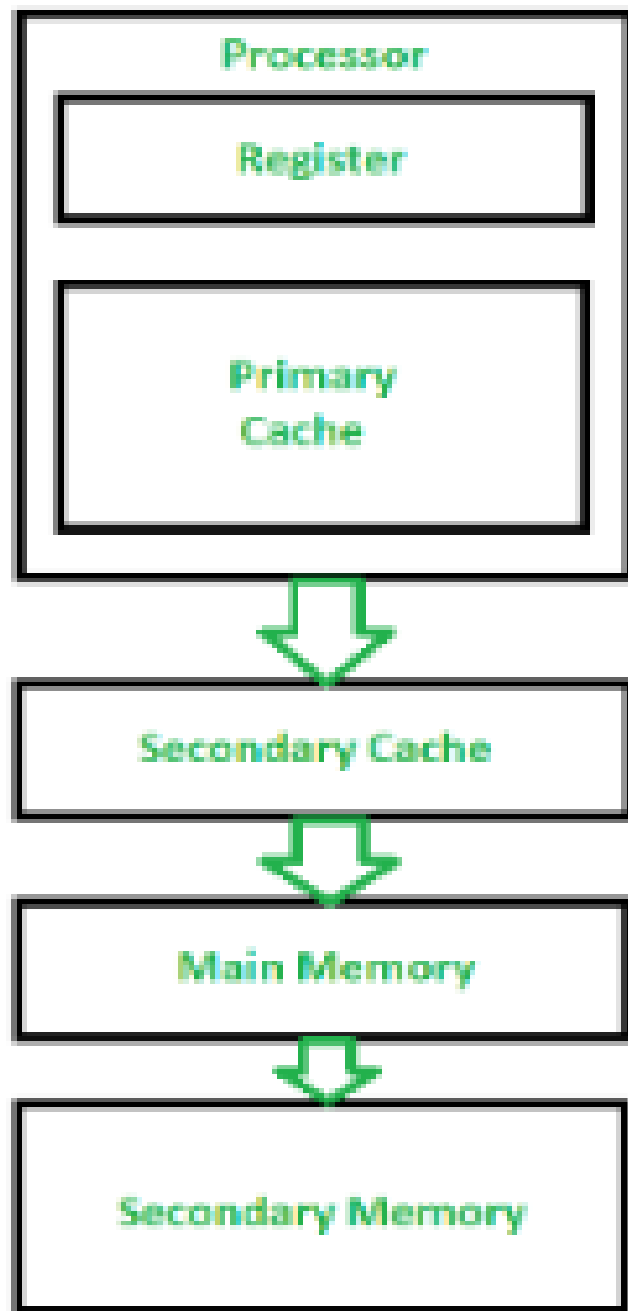 Processor
Register
Primary
Cache
Secondary Cache
Main Memory
Secondary Memory